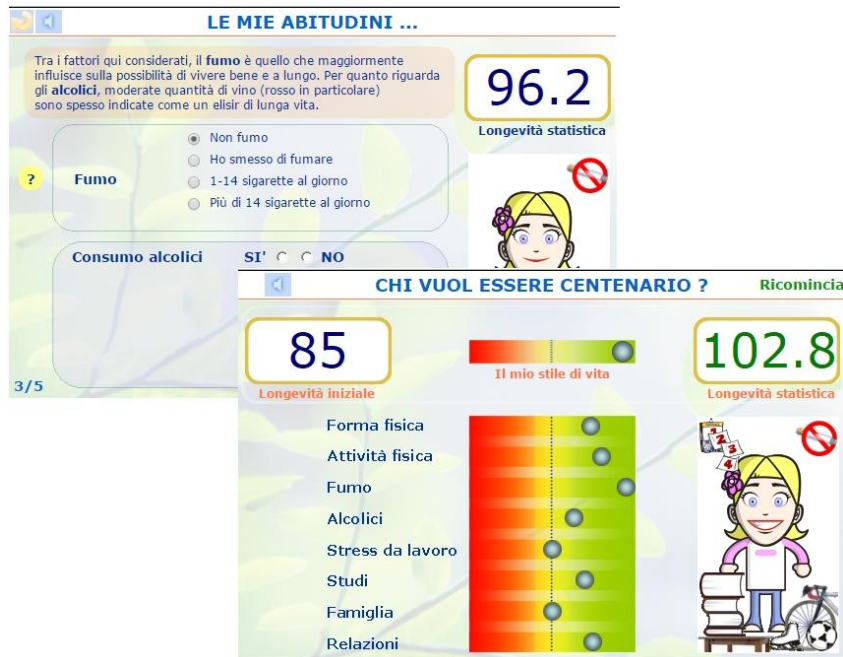 LE MIE ABITUDINI ...
Tra i fattori qui considerati, il fumo è quello che maggiormente
influisce sulla possibilità di vivere bene e a lungo. Per quanto riguarda
gli alcolici, moderate quantità di vino (rosso in particolare)
sono spesso indicate come un elisir di lunga vita.
96.2
Longevità statistica
?
Fumo
Non fumo
Ho smesso di fumare
1-14 sigarette al giorno
Più di 14 sigarette al giorno
Consumo alcolici SI' NO
3/5
CHI VUOL ESSERE CENTENARIO ?
Ricomincia
85
Longevità iniziale
Il mio stile di vita
102.8
Longevità statistica
Forma fisica
Attività fisica
Fumo
Alcolici
Stress da lavoro
Studi
Famiglia
Relazioni
1
2
3
4